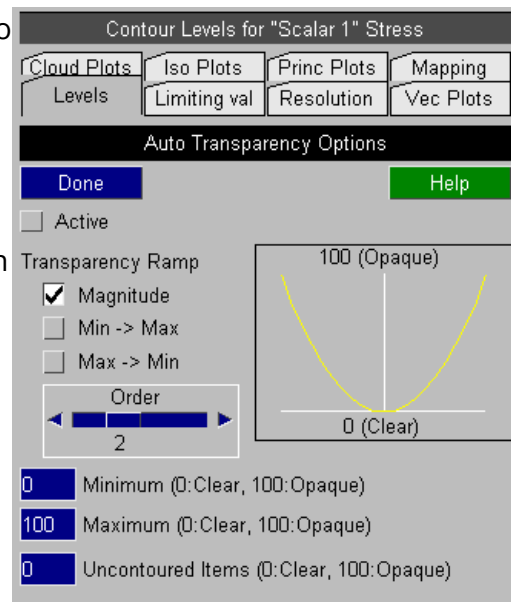 o
Contour Levels for "Scalar 1" Stress
Cloud Plots Iso Plots Princ Plots Mapping
Levels Limiting val Resolution Vec Plots
Auto Transparency Options
Done Help
Active
n
Transparency Ramp
Magnitude
Min -> Max
Max -> Min
Order
2
100 (Opaque)
0 (Clear)
0 Minimum (0:Clear, 100:Opaque)
100 Maximum (0:Clear, 100:Opaque)
0 Uncontoured Items (0:Clear, 100:Opaque)